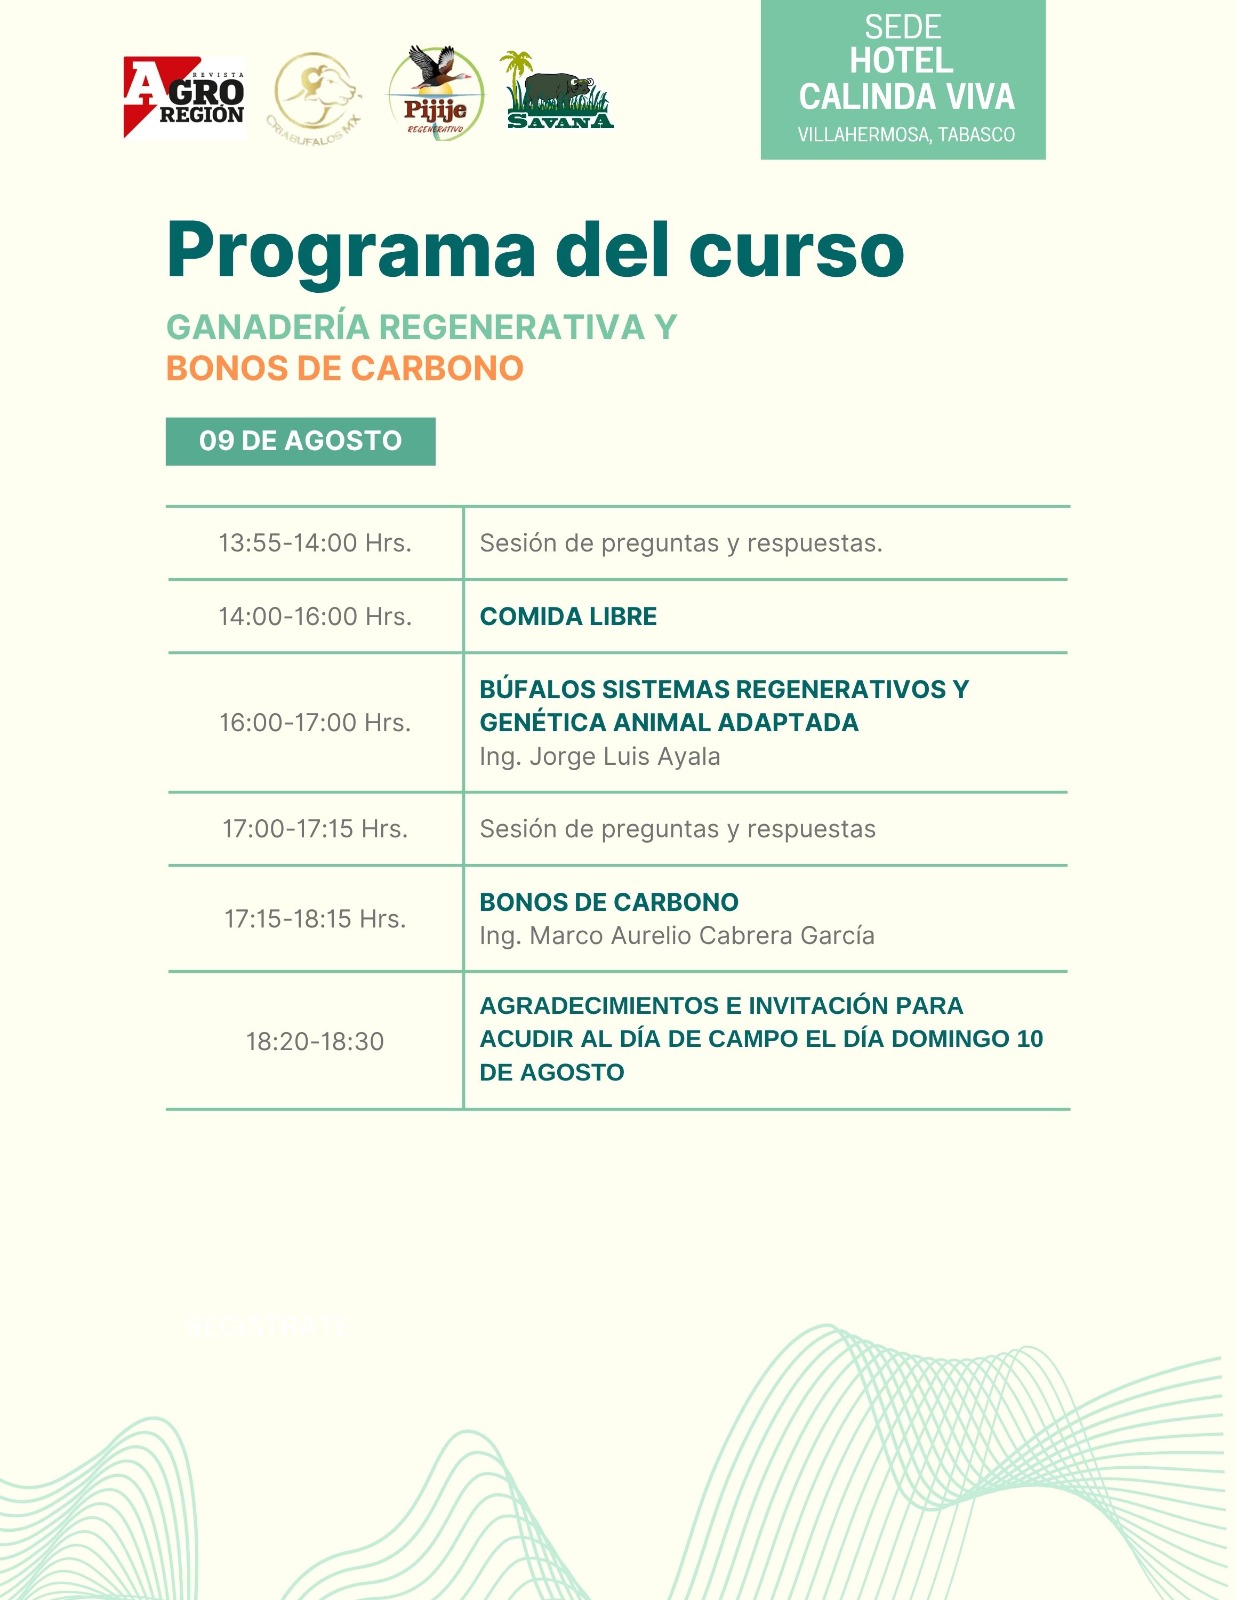 REVISTA
AGRO
REGIÓN
CRIABUFALOS MX
Pijije
REGENERATIVO
SAVANA
SEDE
HOTEL
CALINDA VIVA
VILLAHERMOSA, TABASCO
Programa del curso
GANADERÍA REGENERATIVA Y
BONOS DE CARBONO
09 DE AGOSTO
13:55-14:00 Hrs.
Sesión de preguntas y respuestas.
14:00-16:00 Hrs.
COMIDA LIBRE
16:00-17:00 Hrs.
BÚFALOS SISTEMAS REGENERATIVOS Y
GENÉTICA ANIMAL ADAPTADA
Ing. Jorge Luis Ayala
17:00-17:15 Hrs.
Sesión de preguntas y respuestas
17:15-18:15 Hrs.
BONOS DE CARBONO
Ing. Marco Aurelio Cabrera García
18:20-18:30
AGRADECIMIENTOS E INVITACIÓN PARA
ACUDIR AL DÍA DE CAMPO EL DÍA DOMINGO 10
DE AGOSTO